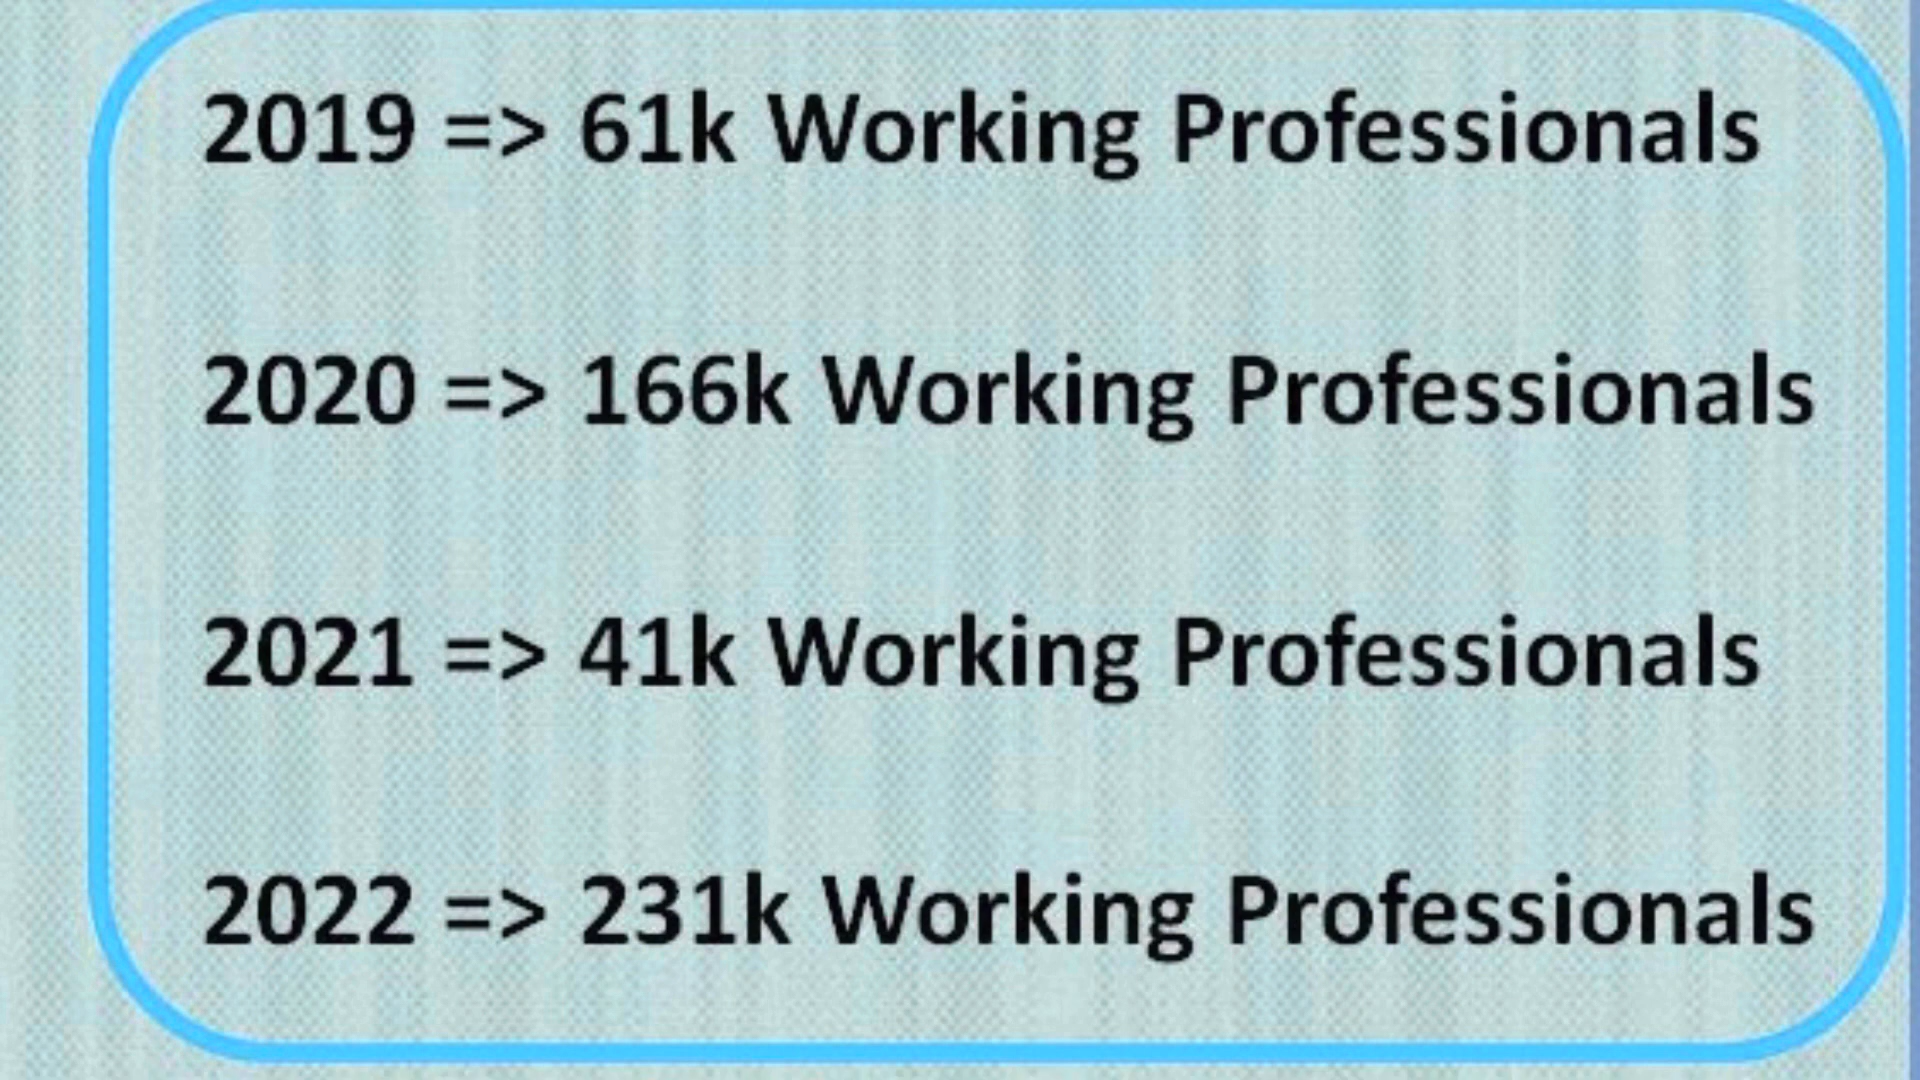 2019 => 61k Working Professionals
2020 => 166k Working Professionals
2021 => 41k Working Professionals
2022 => 231k Working Professionals